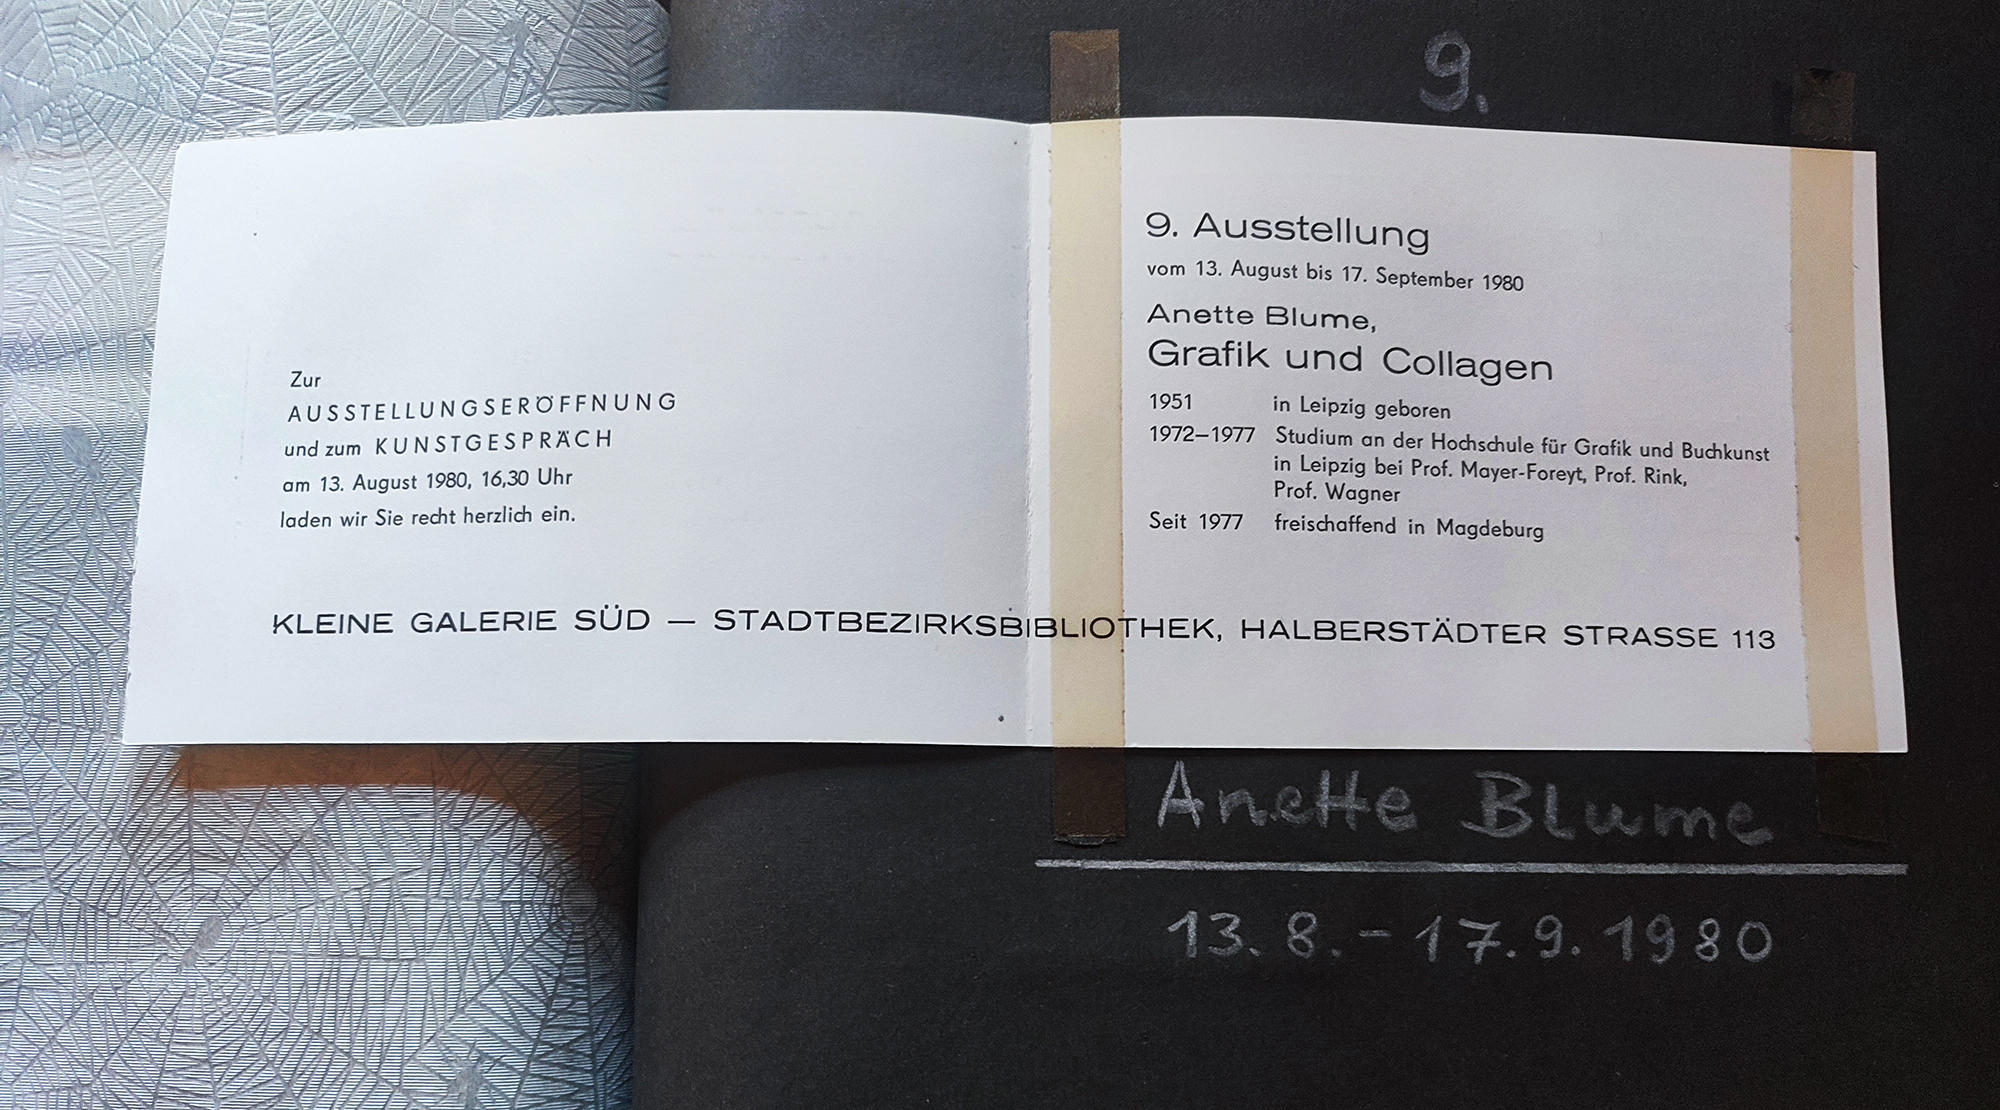 9.
Zur
AUSSTELLUNGSERÖFFNUNG
und zum KUNSTGESPRÄCH
am 13. August 1980, 16,30 Uhr
laden wir Sie recht herzlich ein.
9. Ausstellung
vom 13. August bis 17. September 1980
Anette Blume,
Grafik und Collagen
1951 in Leipzig geboren
1972–1977 Studium an der Hochschule für Grafik und Buchkunst
in Leipzig bei Prof. Mayer-Foreyt, Prof. Rink,
Prof. Wagner
Seit 1977 freischaffend in Magdeburg
KLEINE GALERIE SÜD — STADTBEZIRKSBIBLIOTHEK, HALBERSTÄDTER STRASSE 113
Anette Blume
13. 8. - 17. 9. 1980